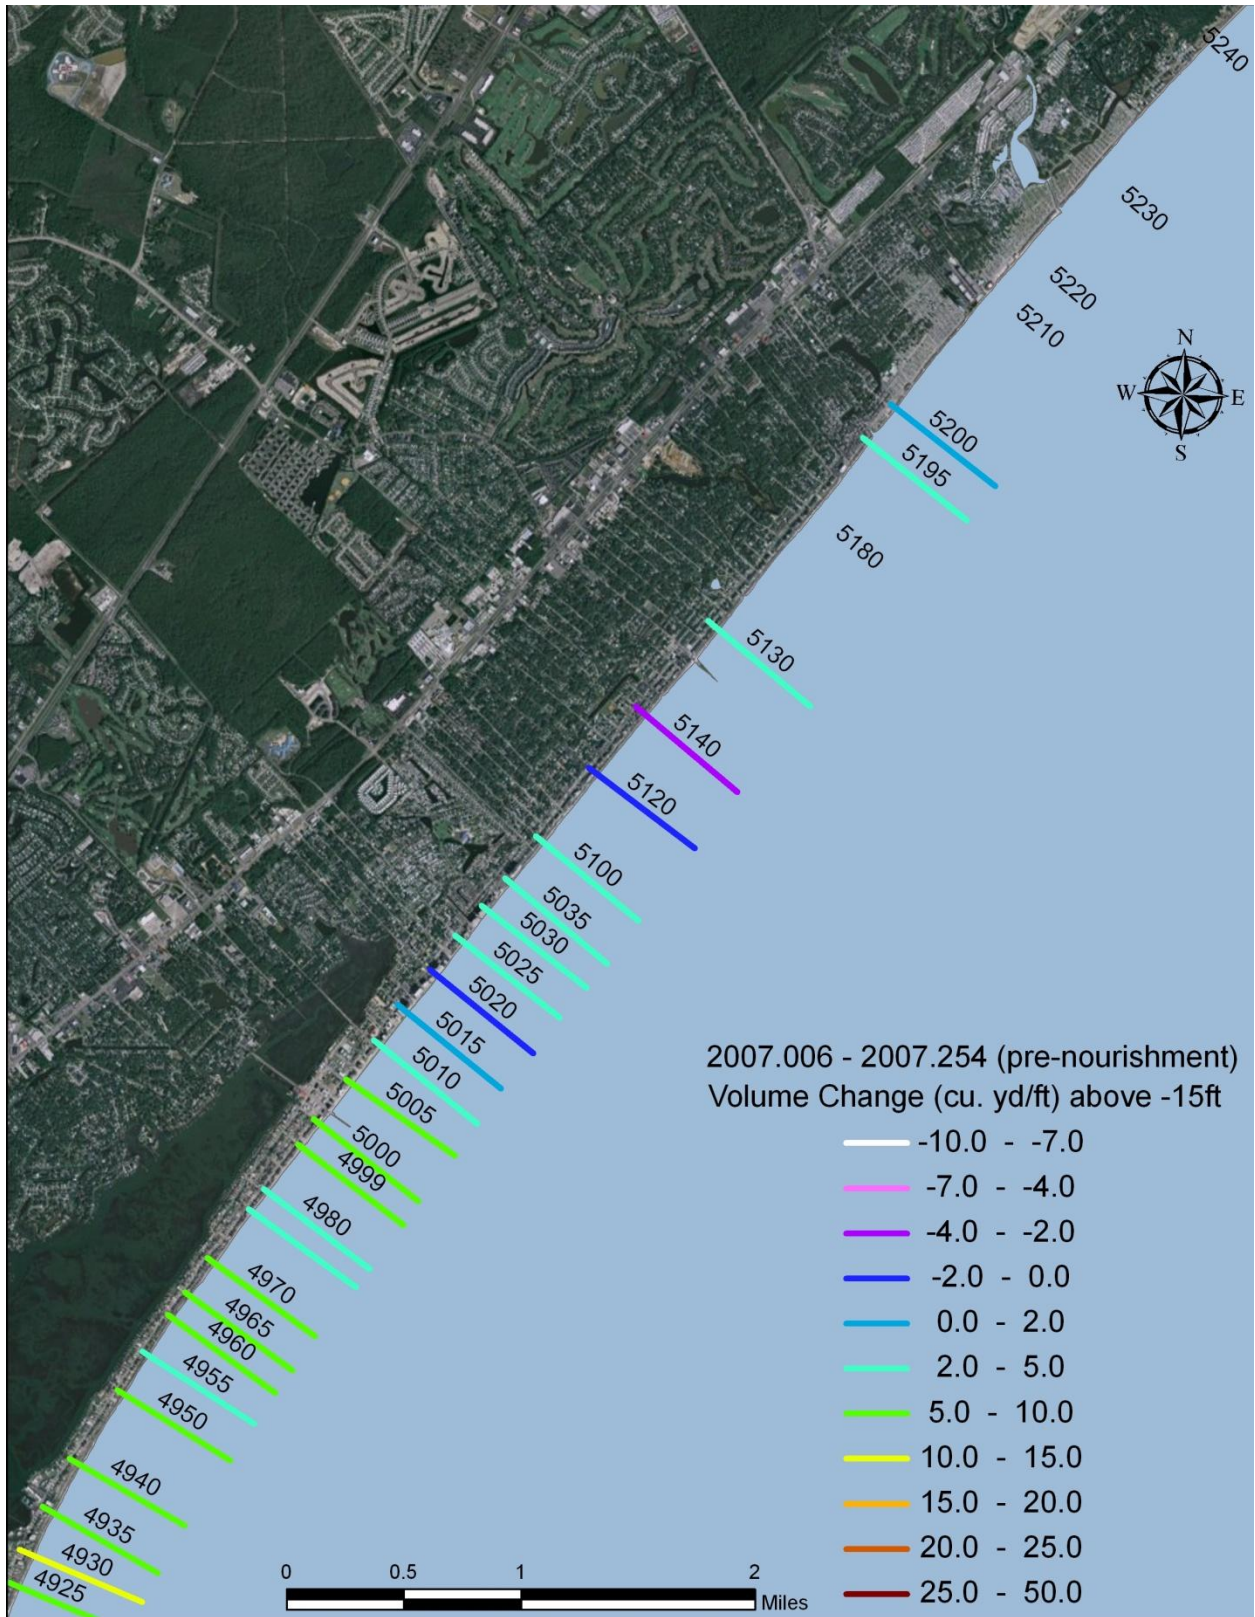 5240
5230
5220
5210
N
W E
S
5200
5195
5180
5130
5140
5120
5100
5035
5030
5025
5020
5015
5010
5005
5000
4999
4980
4970
4965
4960
4955
4950
4940
4935
4930
4925
2007.006 - 2007.254 (pre-nourishment)
Volume Change (cu. yd/ft) above -15ft
-10.0 - -7.0
-7.0 - -4.0
-4.0 - -2.0
-2.0 - 0.0
0.0 - 2.0
2.0 - 5.0
5.0 - 10.0
10.0 - 15.0
15.0 - 20.0
20.0 - 25.0
25.0 - 50.0
0 0.5 1 2
Miles